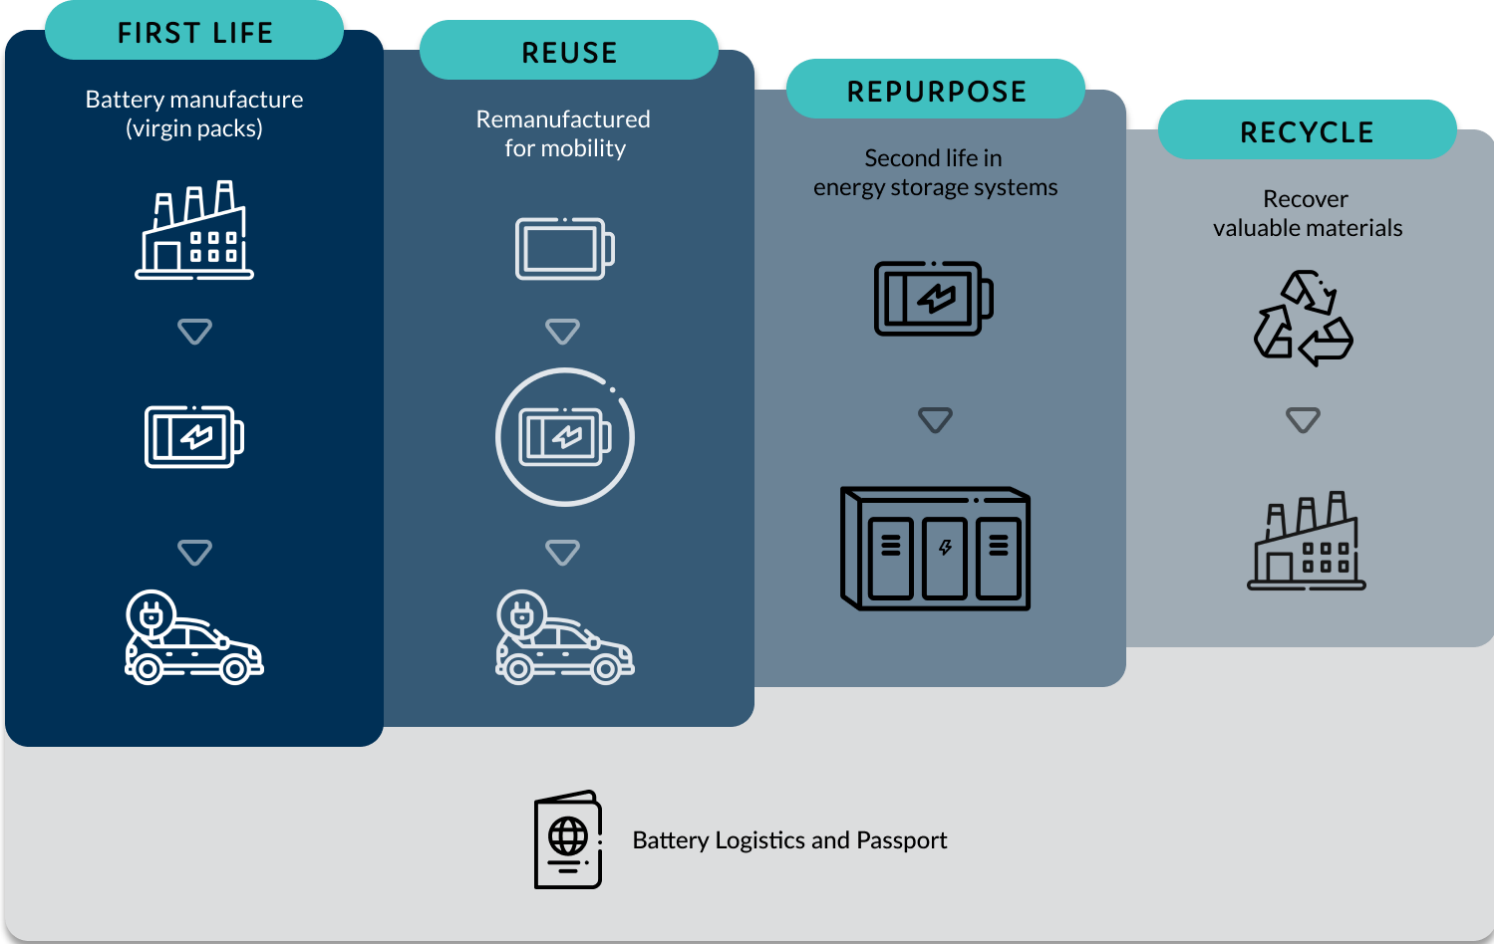 FIRST LIFE
Battery manufacture
(virgin packs)
REUSE
Remanufactured
for mobility
REPURPOSE
Second life in
energy storage systems
RECYCLE
Recover
valuable materials
Battery Logistics and Passport